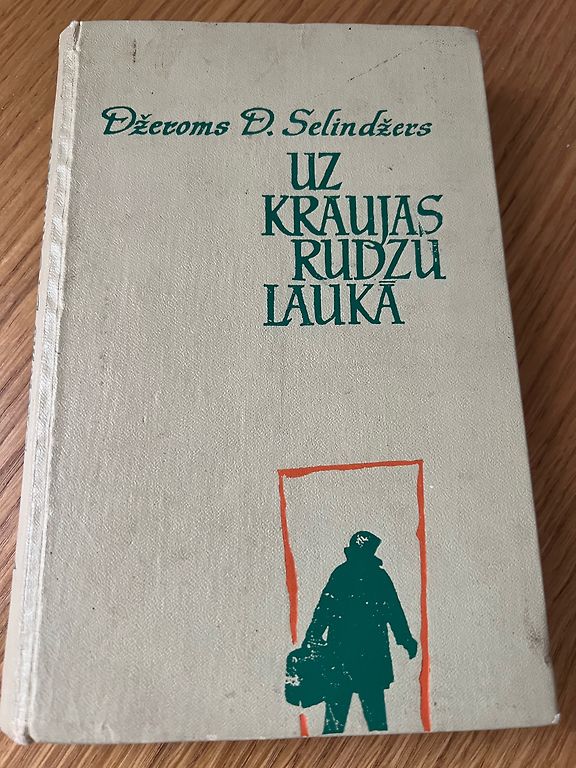 Džeroms D. Selindžers
UZ
KRAUJAS
RUDZU
LAUKĀ